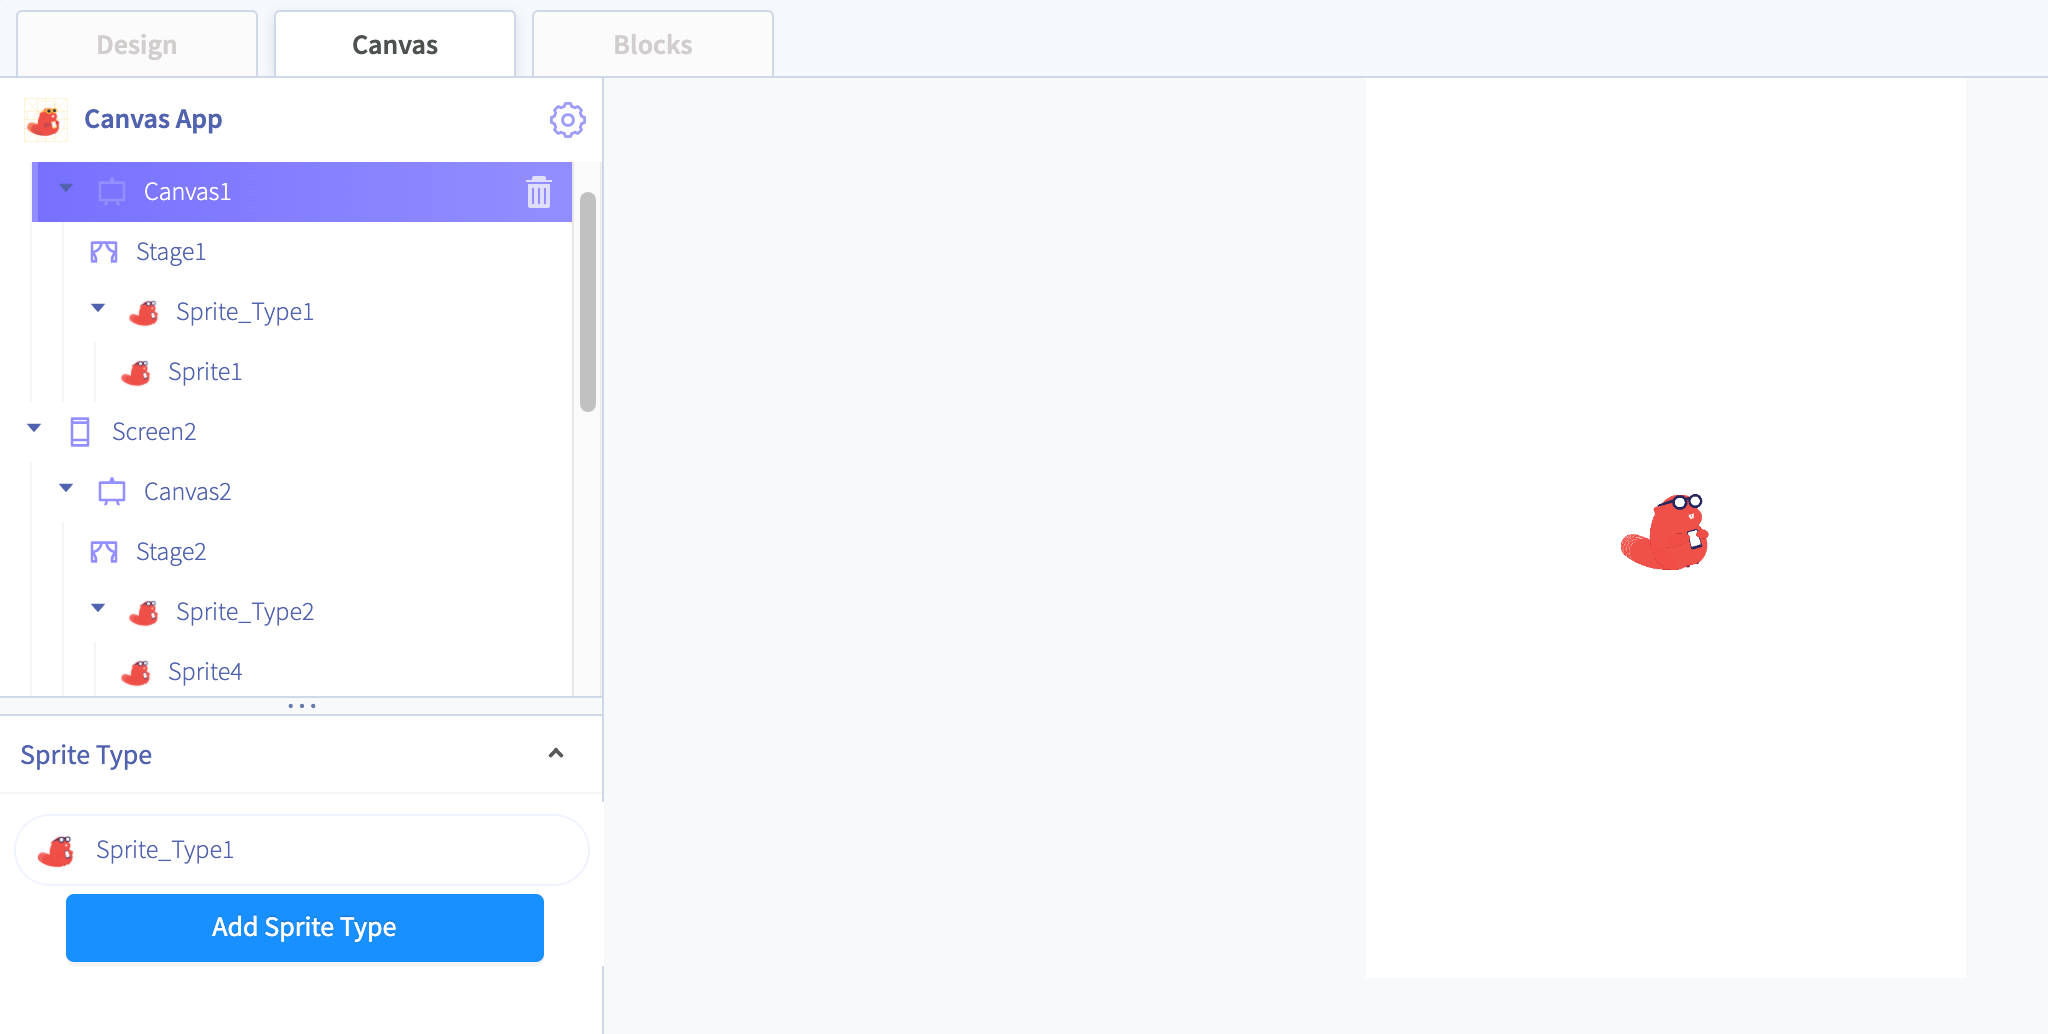 Design
Canvas
Blocks
Canvas App
Canvas1
Stage1
Sprite_Type1
Sprite1
Screen2
Canvas2
Stage2
Sprite_Type2
Sprite4
Sprite Type
Sprite_Type1
Add Sprite Type